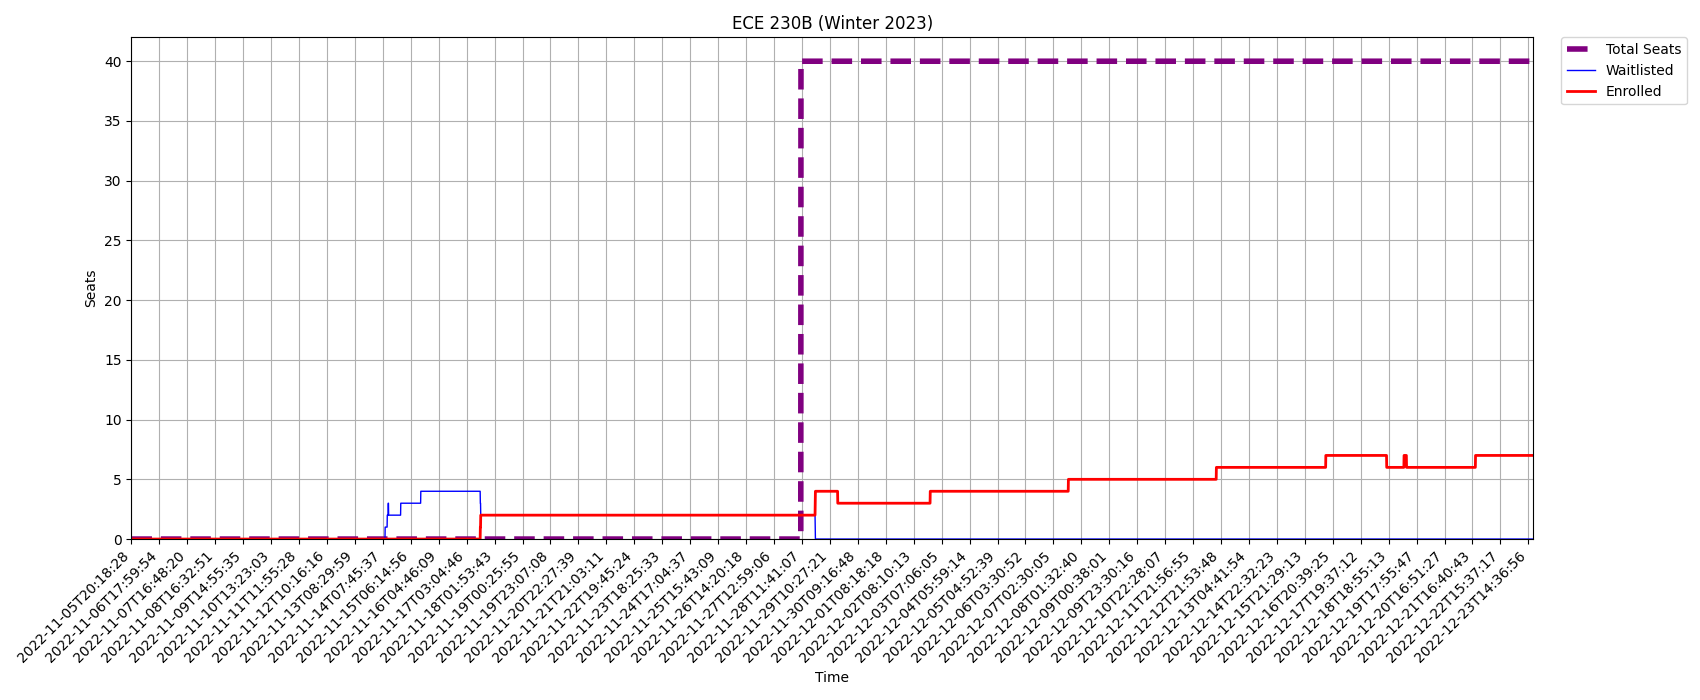 ECE 230B (Winter 2023)
Total Seats
Waitlisted
Enrolled
Seats
40
35
30
25
20
15
10
5
0
2022-11-05T20:18:28
2022-11-06T17:59:54
2022-11-07T16:48:20
2022-11-08T16:32:51
2022-11-09T14:55:35
2022-11-10T13:23:03
2022-11-11T11:55:28
2022-11-12T10:16:16
2022-11-13T08:29:59
2022-11-14T07:45:37
2022-11-15T06:14:56
2022-11-16T04:46:09
2022-11-17T03:04:46
2022-11-18T01:53:43
2022-11-19T00:25:55
2022-11-19T23:07:08
2022-11-20T22:27:39
2022-11-21T21:03:11
2022-11-22T19:45:24
2022-11-23T18:25:33
2022-11-24T17:04:37
2022-11-25T15:43:09
2022-11-26T14:20:18
2022-11-27T12:59:06
2022-11-28T11:41:07
2022-11-29T10:27:21
2022-11-30T09:16:48
2022-12-01T08:18:18
2022-12-02T08:10:13
2022-12-03T07:06:05
2022-12-04T05:59:14
2022-12-05T04:52:39
2022-12-06T03:30:52
2022-12-07T02:30:05
2022-12-08T01:32:40
2022-12-09T00:38:01
2022-12-09T23:30:16
2022-12-10T22:28:07
2022-12-11T21:56:55
2022-12-12T21:53:48
2022-12-13T04:41:54
2022-12-14T22:32:23
2022-12-15T21:29:13
2022-12-16T20:39:25
2022-12-17T19:37:12
2022-12-18T18:55:13
2022-12-19T17:55:47
2022-12-20T16:51:27
2022-12-21T16:40:43
2022-12-22T15:37:17
2022-12-23T14:36:56
Time